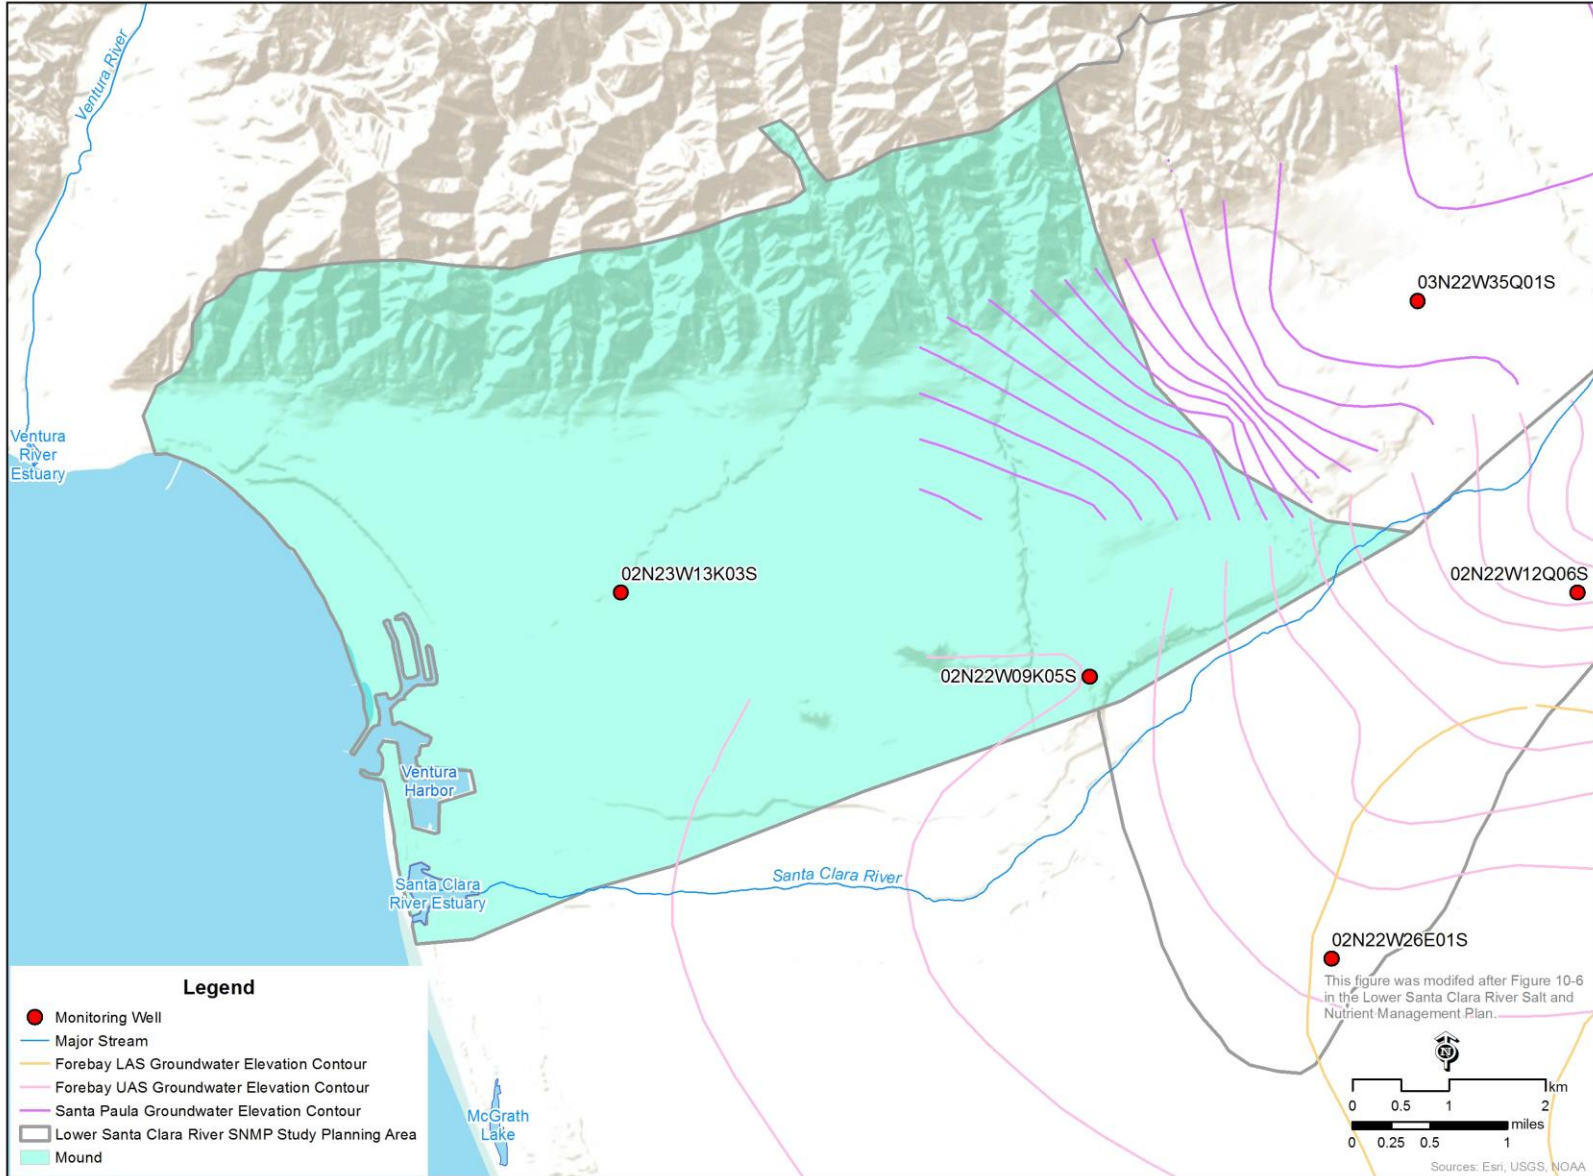 Ventura River
03N22W35Q01S
Ventura
River
Estuary
02N23W13K03S
02N22W12Q06S
02N22W09K05S
Ventura
Harbor
Santa Clara
River Estuary
Santa Clara River
02N22W26E01S
This figure was modifed after Figure 10-6
in the Lower Santa Clara River Salt and
Nutrient Management Plan.
McGrath
Lake
Legend
Monitoring Well
Major Stream
Forebay LAS Groundwater Elevation Contour
Forebay UAS Groundwater Elevation Contour
Santa Paula Groundwater Elevation Contour
Lower Santa Clara River SNMP Study Planning Area
Mound
N
km
0 0.5 1 2
miles
0 0.25 0.5 1
Sources: Esri, USGS, NOAA